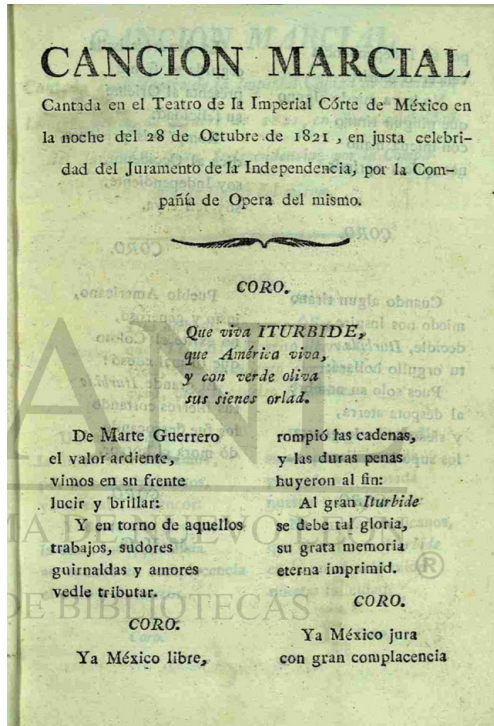 CANCION MARCIAL
Cantada en el Teatro de la Imperial Córte de México en
la noche del 28 de Octubre de 1821 , en justa celebri-
dad del Juramento de la Independencia, por la Com-
pañía de Opera del mismo.
CORO.
Que viva ITURBIDE,
que América viva,
y con verde oliva
sus sienes orlad.
De Marte Guerrero
el valor ardiente,
vimos en su frente
lucir y brillar:
Y en torno de aquellos
trabajos, sudores
guirnaldas y amores
vedle tributar.
CORO.
Ya México libre,
rompió las cadenas,
y las duras penas
huyeron al fin:
Al gran Iturbide
se debe tal gloria,
su grata memoria
eterna imprimid.
CORO.
Ya México jura
con gran complacencia
DE BIBLIOTECAS